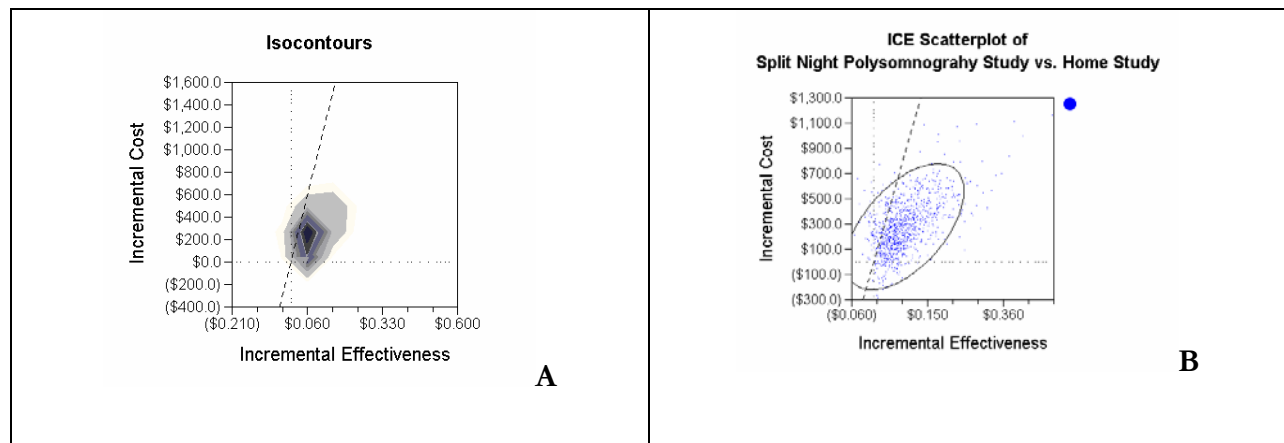 Isocontours
$1,600.0
$1,400.0
$1,200.0
$1,000.0
$800.0
$600.0
$400.0
$200.0
$0.0
($200.0)
($400.0)
Incremental Cost
($0.210) $0.060 $0.330 $0.600
Incremental Effectiveness
A
ICE Scatterplot of
Split Night Polysomnograhy Study vs. Home Study
$1,300.0
$1,100.0
$900.0
$700.0
$500.0
$300.0
$100.0
($100.0)
($300.0)
Incremental Cost
($0.060) $0.150 $0.360
Incremental Effectiveness
B